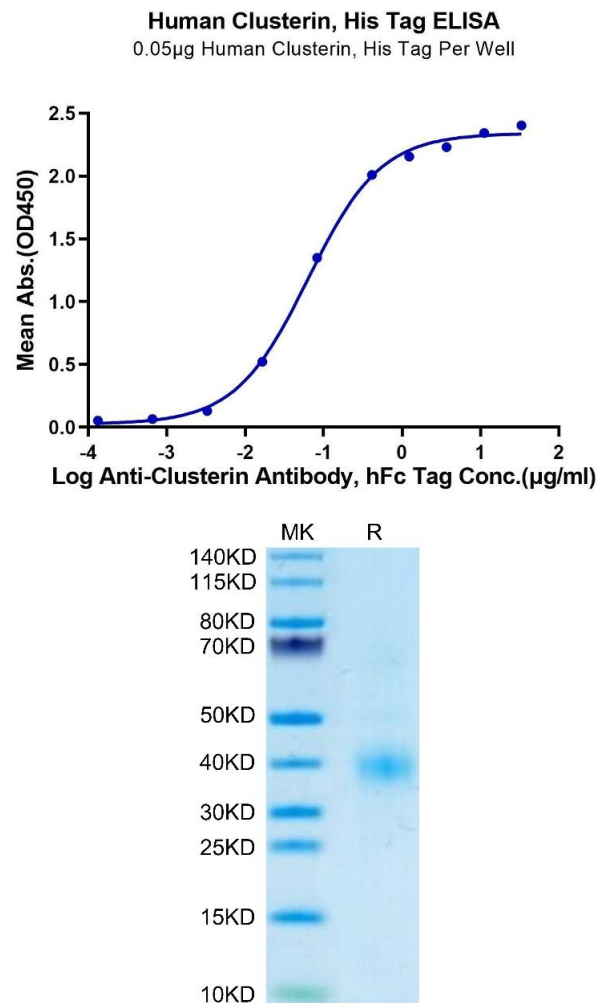 Human Clusterin, His Tag ELISA
0.05μg Human Clusterin, His Tag Per Well
2.5
2.0
1.5
1.0
0.5
0.0
Mean Abs.(OD450)
-4 -3 -2 -1 0 1 2
Log Anti-Clusterin Antibody, hFc Tag Conc.(μg/ml)
MK R
140KD
115KD
80KD
70KD
50KD
40KD
30KD
25KD
15KD
10KD